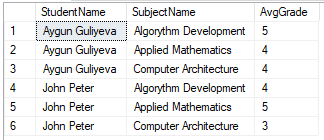 StudentName SubjectName AvgGrade
1 Aygun Guliyeva Algorythm Development 5
2 Aygun Guliyeva Applied Mathematics 4
3 Aygun Guliyeva Computer Architecture 4
4 John Peter Algorythm Development 4
5 John Peter Applied Mathematics 5
6 John Peter Computer Architecture 3